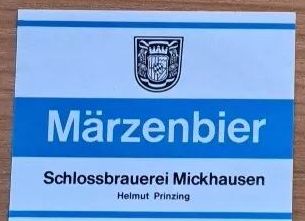 Märzenbier
Schlossbrauerei Mickhausen
Helmut Prinzing